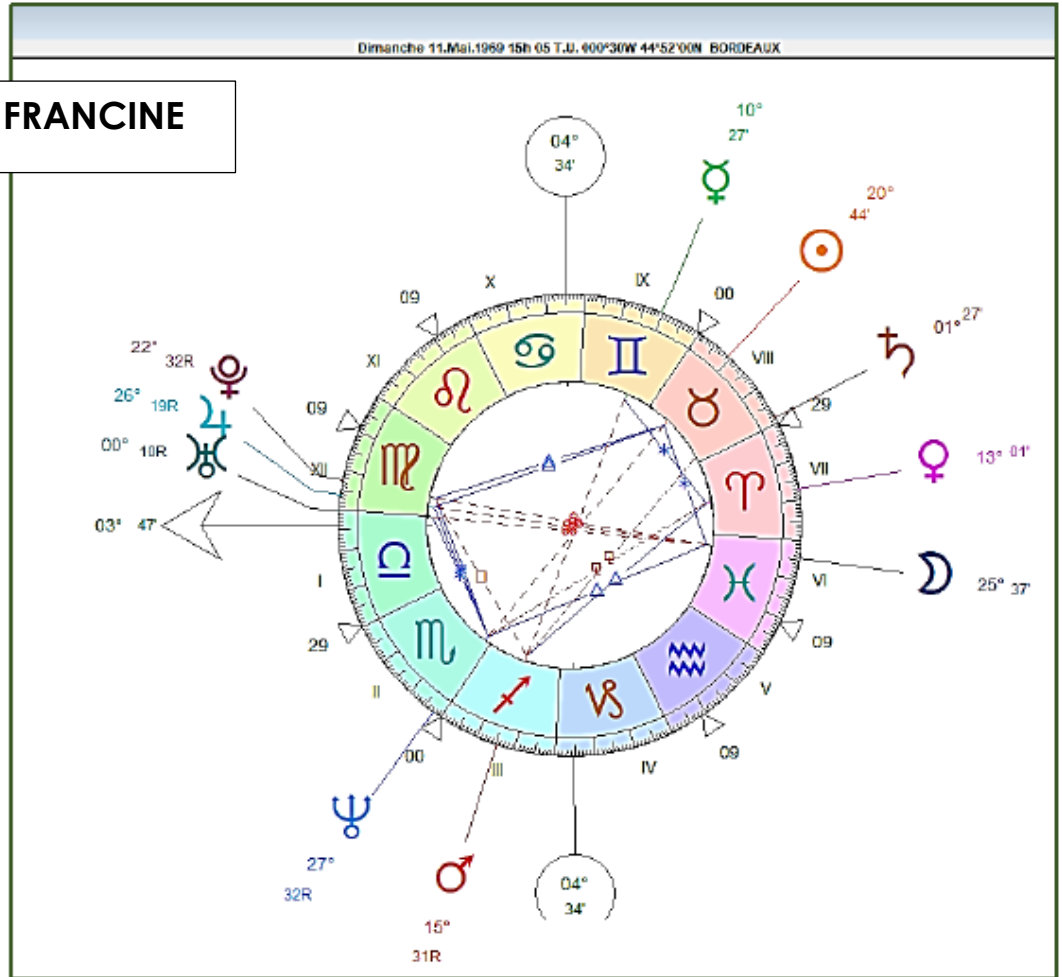 Dimanche 11.Mai.1969 15h 05 T.U. 000°30W 44°52'00N BORDEAUX
FRANCINE
10°
27'
04°
34'
20°
44'
IX
X
00
09
VIII
01° 27'
22° 32R
XI
29
26° 19R
09
00° 10R
XII
VII
13° 01'
03° 47'
I
VI
25° 37'
29
09
II
V
00
III
IV
09
27°
32R
04°
34'
15°
31R